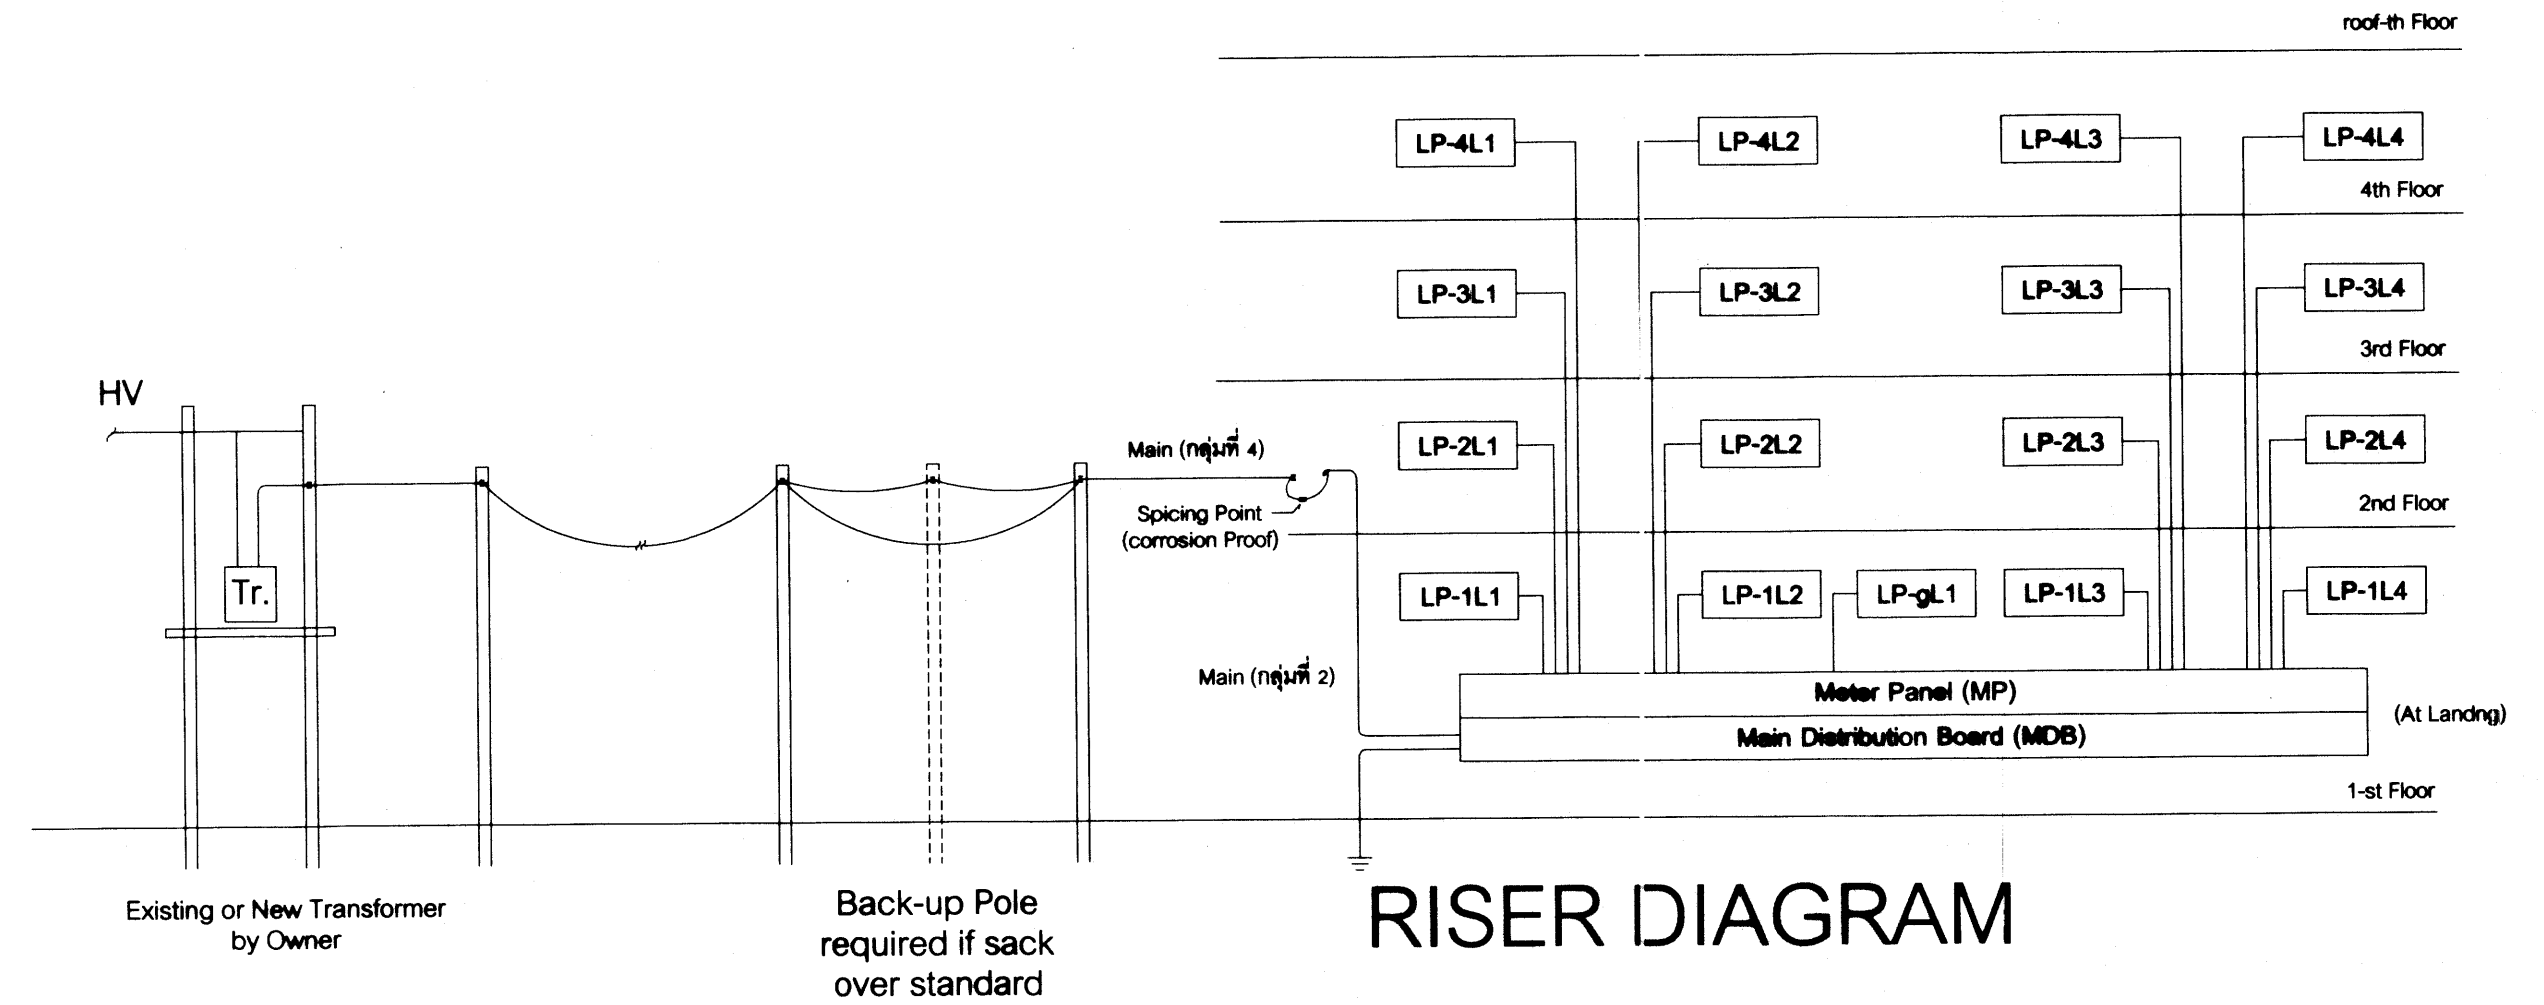 roof-th Floor
LP-4L1
LP-4L2
LP-4L3
LP-4L4
4th Floor
LP-3L1
LP-3L2
LP-3L3
LP-3L4
3rd Floor
HV
Main (กลุ่มที่ 4)
LP-2L1
LP-2L2
LP-2L3
LP-2L4
Spicing Point
(corrosion Proof)
2nd Floor
Tr.
LP-1L1
LP-1L2
LP-gL1
LP-1L3
LP-1L4
Main (กลุ่มที่ 2)
Meter Panel (MP)
Main Distribution Board (MDB)
(At Landng)
1-st Floor
Existing or New Transformer
by Owner
Back-up Pole
required if sack
over standard
RISER DIAGRAM